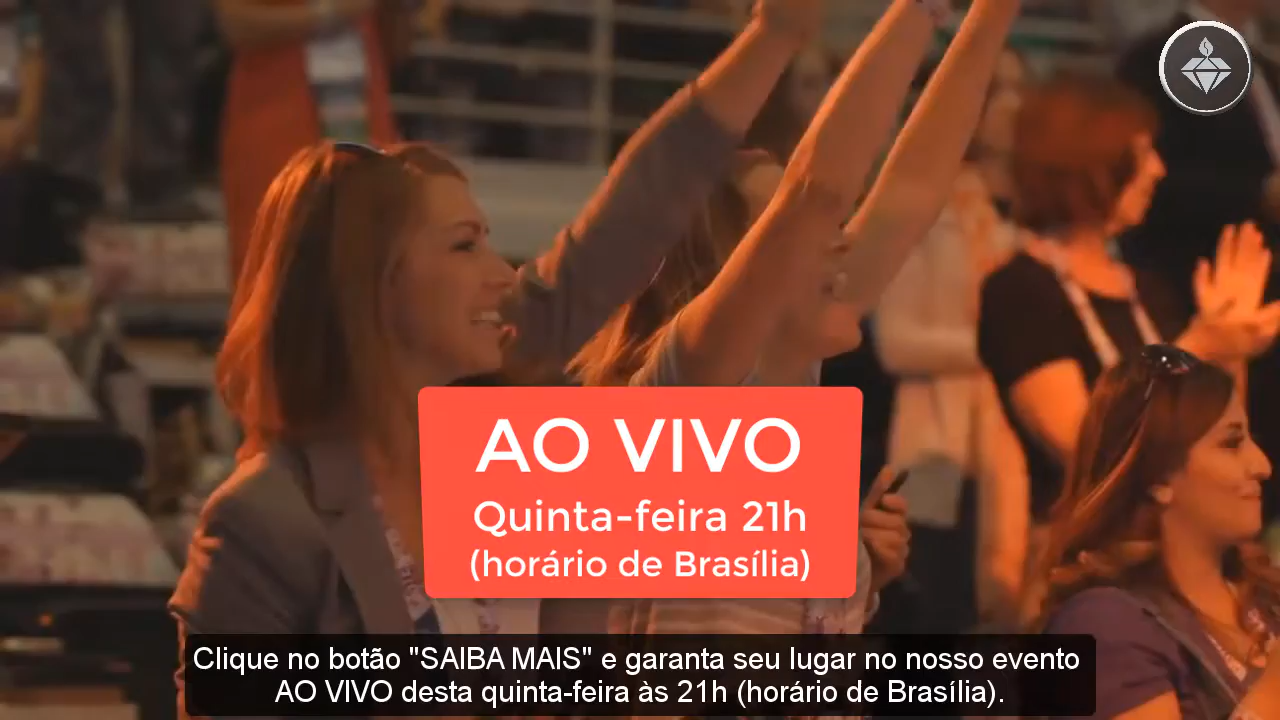 AO VIVO
Quinta-feira 21h
(horário de Brasília)
Clique no botão "SAIBA MAIS" e garanta seu lugar no nosso evento
AO VIVO desta quinta-feira às 21h (horário de Brasília).